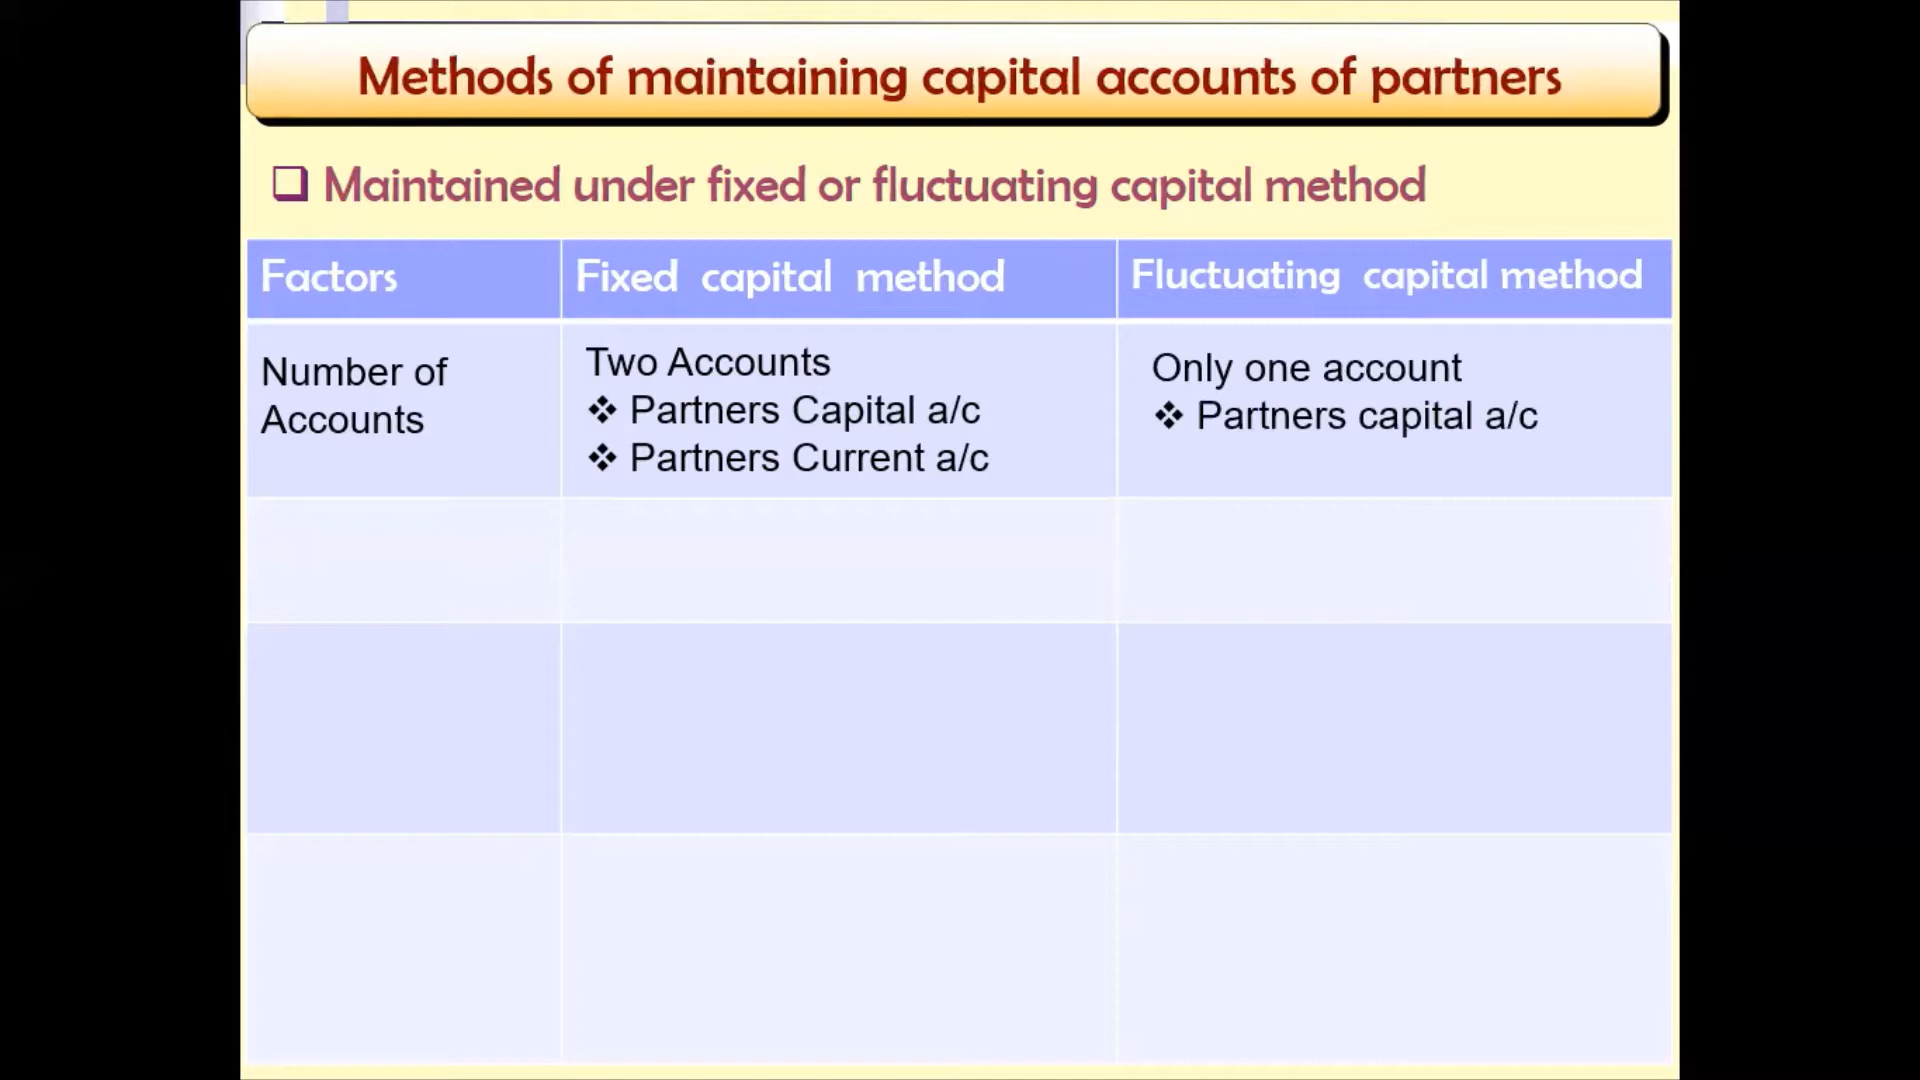 Methods of maintaining capital accounts of partners
❑ Maintained under fixed or fluctuating capital method
Factors
Fixed capital method
Fluctuating capital method
Number of
Accounts
Two Accounts
❖ Partners Capital a/c
❖ Partners Current a/c
Only one account
❖ Partners capital a/c